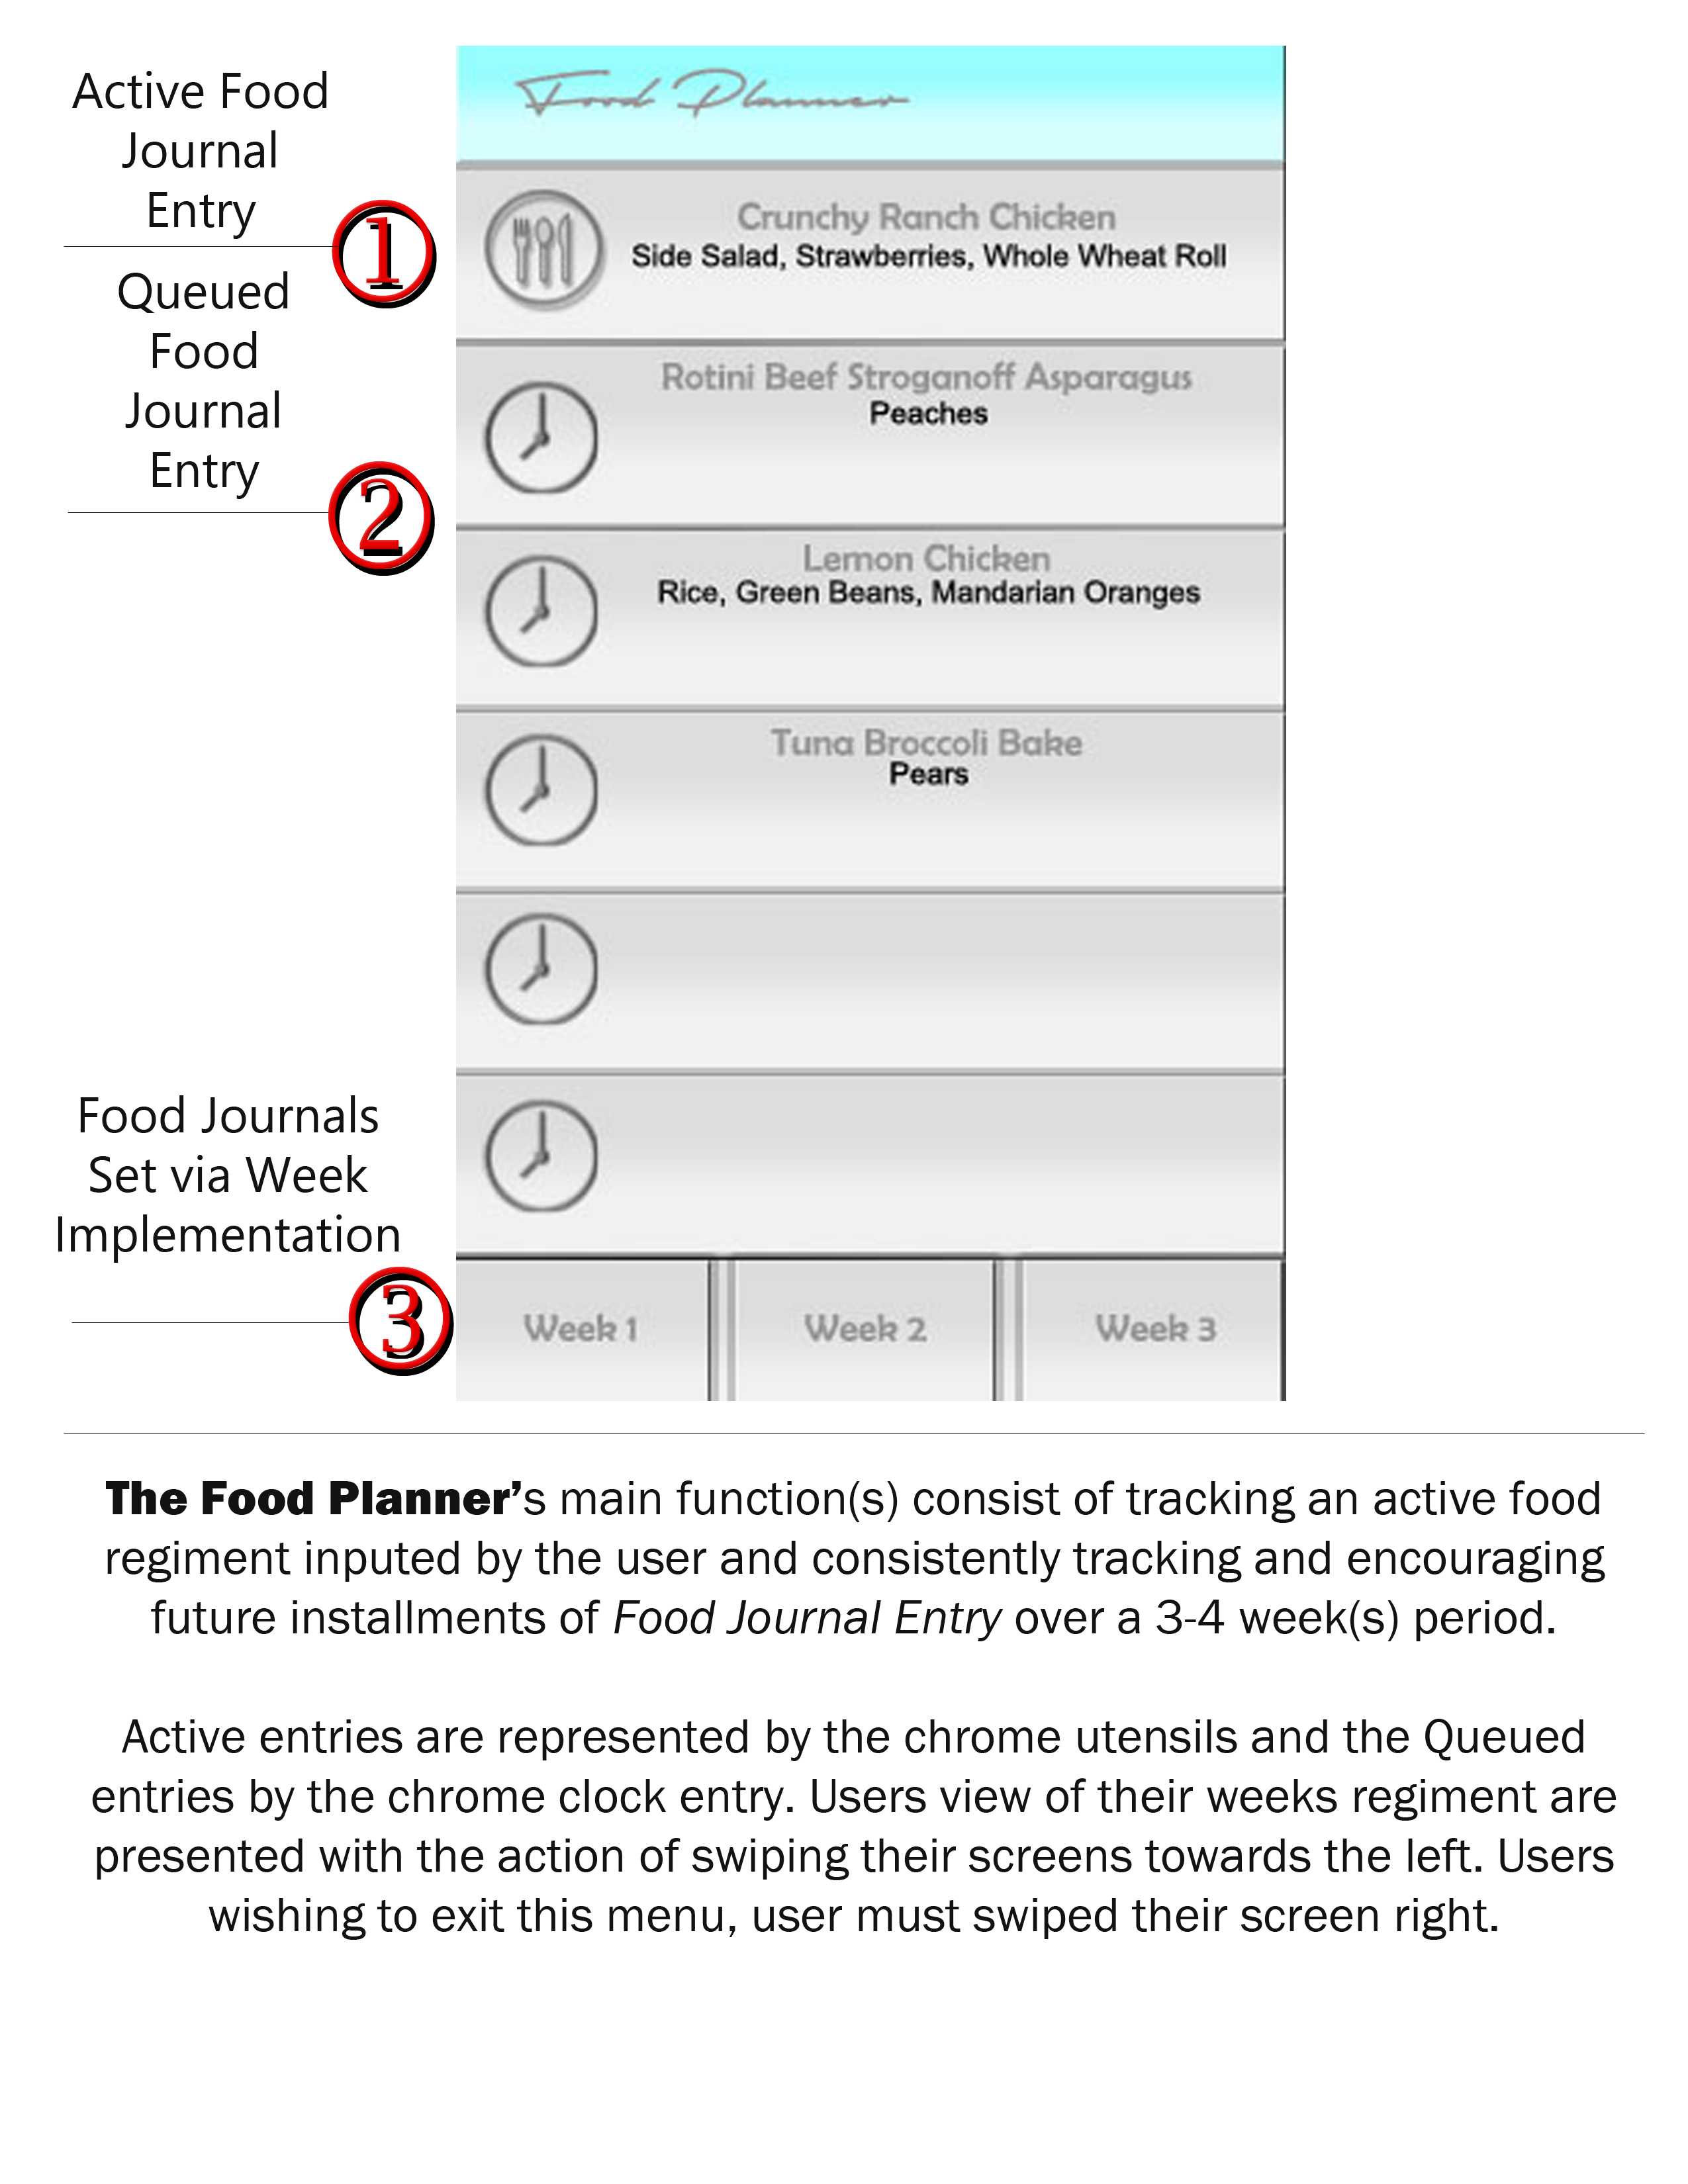 Active Food
Journal
Entry
1
Queued
Food
Journal
Entry
2
Food Journals
Set via Week
Implementation
3
Food Planner
Crunchy Ranch Chicken
Side Salad, Strawberries, Whole Wheat Roll
Rotini Beef Stroganoff Asparagus
Peaches
Lemon Chicken
Rice, Green Beans, Mandarian Oranges
Tuna Broccoli Bake
Pears
Week 1
Week 2
Week 3
The Food Planner’s main function(s) consist of tracking an active food
regiment inputed by the user and consistently tracking and encouraging
future installments of Food Journal Entry over a 3-4 week(s) period.
Active entries are represented by the chrome utensils and the Queued
entries by the chrome clock entry. Users view of their weeks regiment are
presented with the action of swiping their screens towards the left. Users
wishing to exit this menu, user must swiped their screen right.